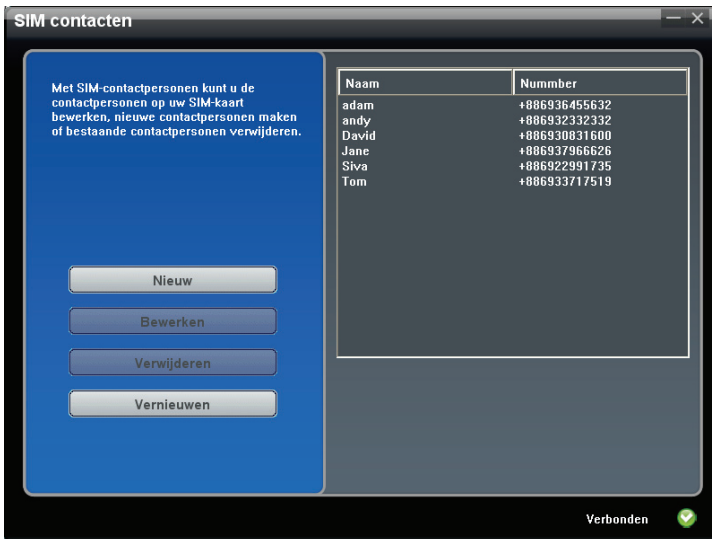 SIM contacten
Met SIM-contactpersonen kunt u de
contactpersonen op uw SIM-kaart
bewerken, nieuwe contactpersonen maken
of bestaande contactpersonen verwijderen.
Nieuw
Bewerken
Verwijderen
Vernieuwen
Naam Nummber
adam +886936455632
andy +886932332332
David +886930831600
Jane +886937966626
Siva +886922991735
Tom +886933717519
Verbonden